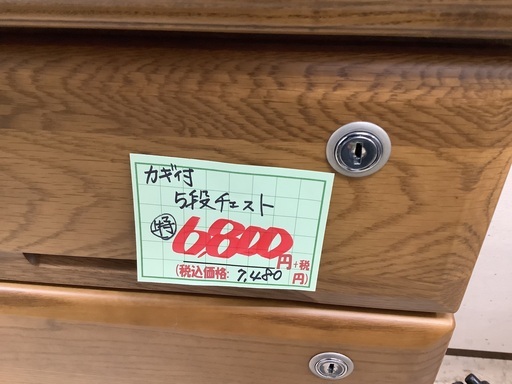 カギ付
5段チェスト
特 6,800円+税
(税込価格: 7,480円)